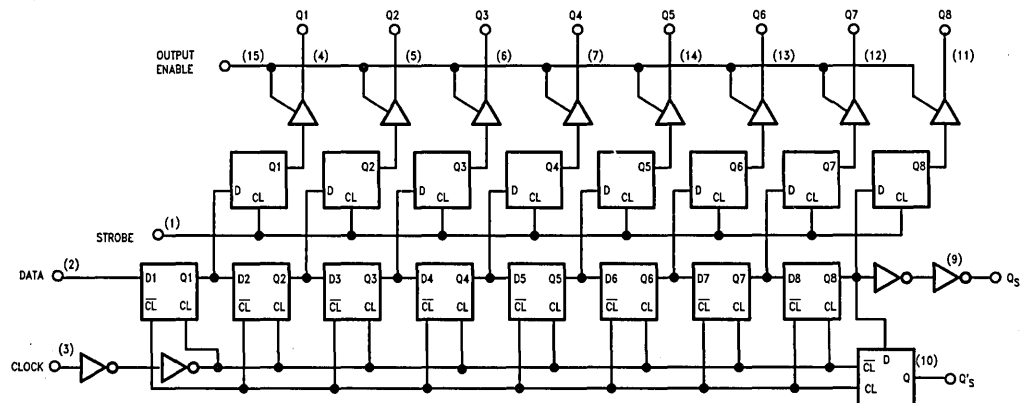 Q1 Q2 Q3 Q4 Q5 Q6 Q7 Q8
OUTPUT ENABLE (15) (4) (5) (6) (7) (14) (13) (12) (11)
Q1 Q2 Q3 Q4 Q5 Q6 Q7 Q8
D D D D D D D D
CL CL CL CL CL CL CL CL
STROBE (1)
DATA (2) D1 Q1 D2 Q2 D3 Q3 D4 Q4 D5 Q5 D6 Q6 D7 Q7 D8 Q8 (9) QS
C̅L̅ CL C̅L̅ CL C̅L̅ CL C̅L̅ CL C̅L̅ CL C̅L̅ CL C̅L̅ CL C̅L̅ CL
CLOCK (3) D (10)
C̅L̅
CL Q Q'S